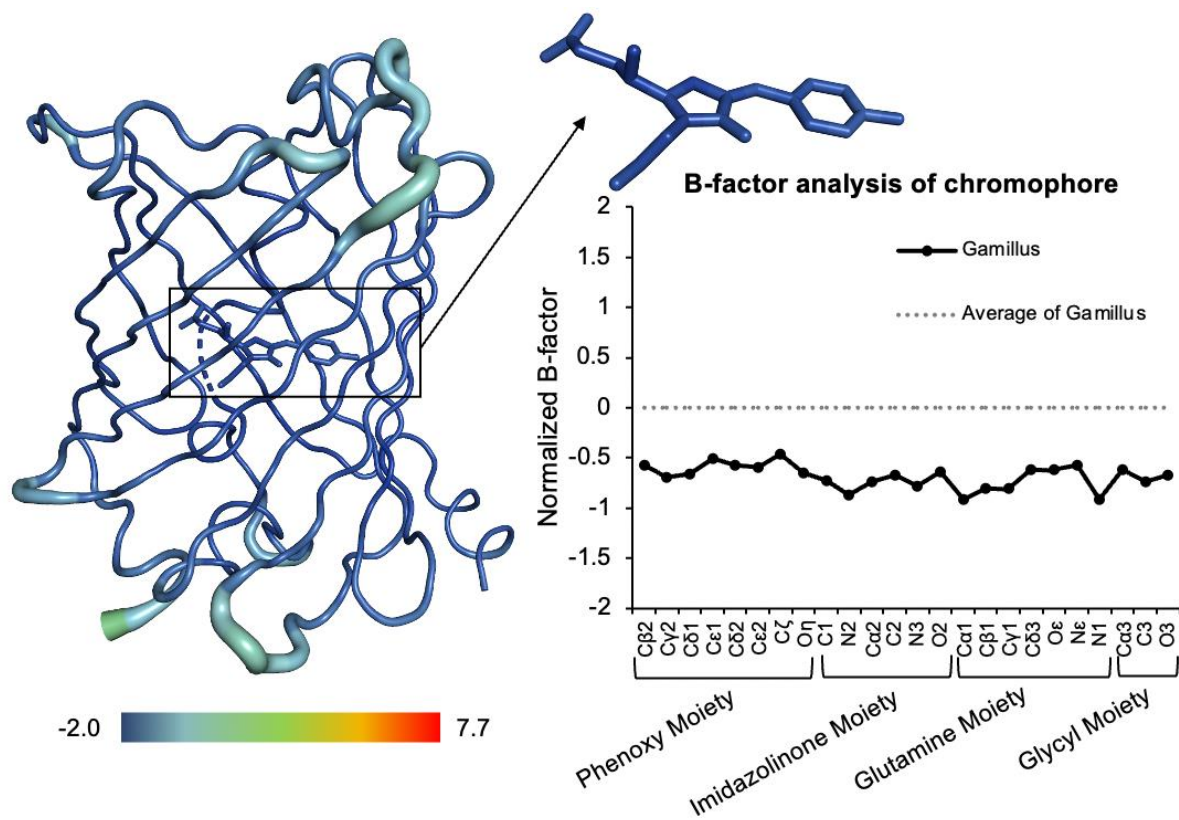 B-factor analysis of chromophore
2
1.5
1
0.5
0
-0.5
-1
-1.5
-2
Normalized B-factor
Gamillus
Average of Gamillus
Cβ2 Cγ2 Cδ1 Cε1 Cδ2 Cε2 Cζ Oη C1 N2 Cα2 C2 N3 O2 Cα1 Cβ1 Cγ1 Cδ3 Oε Nε N1 Cα3 C3 O3
Phenoxy Moiety
Imidazolinone Moiety
Glutamine Moiety
Glycyl Moiety
-2.0 7.7